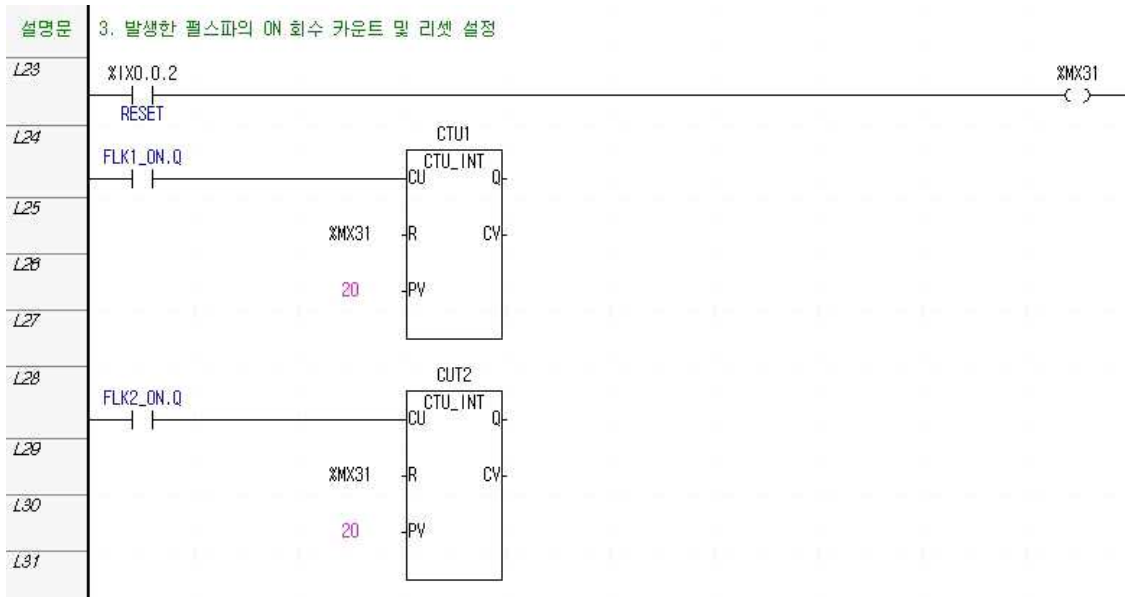 설명문 3. 발생한 펄스파의 ON 회수 카운트 및 리셋 설정
L23 %IX0.0.2 %MX31
RESET
L24 CTU1
FLK1_ON.Q CTU_INT
CU Q
L25
%MX31 R CV
L26
20 PV
L27
L28 CUT2
FLK2_ON.Q CTU_INT
CU Q
L29
%MX31 R CV
L30
20 PV
L31